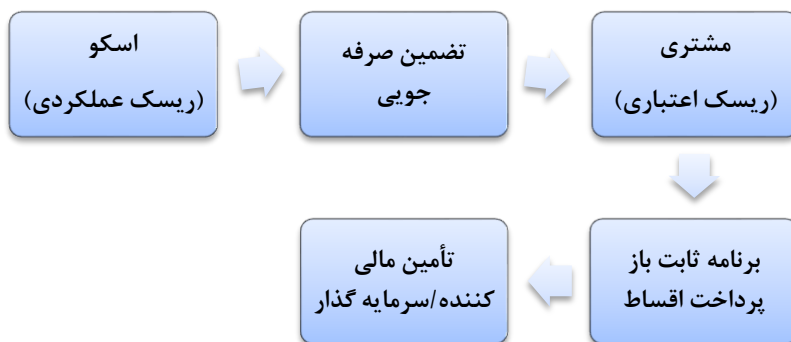 اسکو
(ریسک عملکردی)
تضمین صرفه
جویی
مشتری
(ریسک اعتباری)
برنامه ثابت باز
پرداخت اقساط
تأمین مالی
کننده/سرمایه گذار